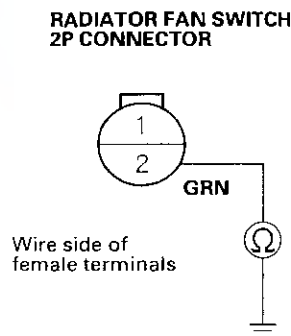 RADIATOR FAN SWITCH
2P CONNECTOR
1
2
GRN
Ω
Wire side of
female terminals